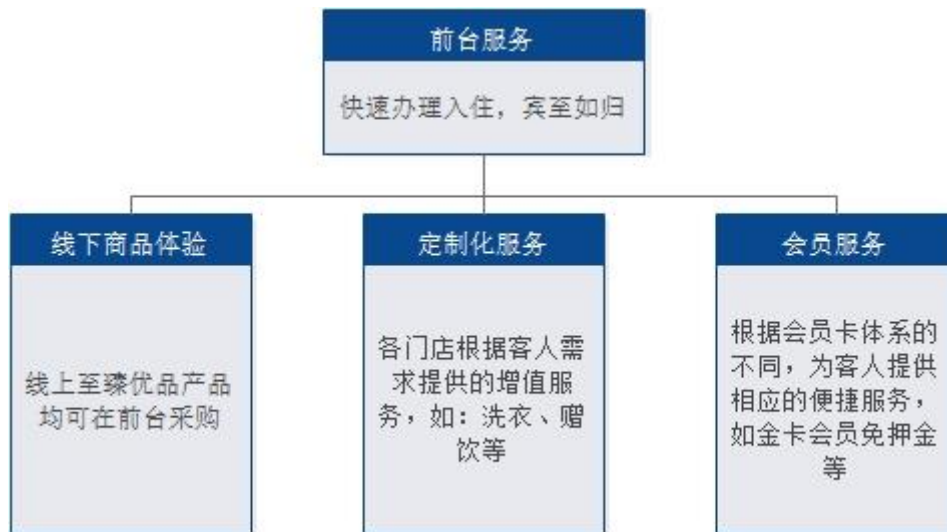 前台服务
快速办理入住，宾至如归
线下商品体验
线上至臻优品产品
均可在前台采购
定制化服务
各门店根据客人需
求提供的增值服
务，如：洗衣、赠
饮等
会员服务
根据会员卡体系的
不同，为客人提供
相应的便捷服务，
如金卡会员免押金
等